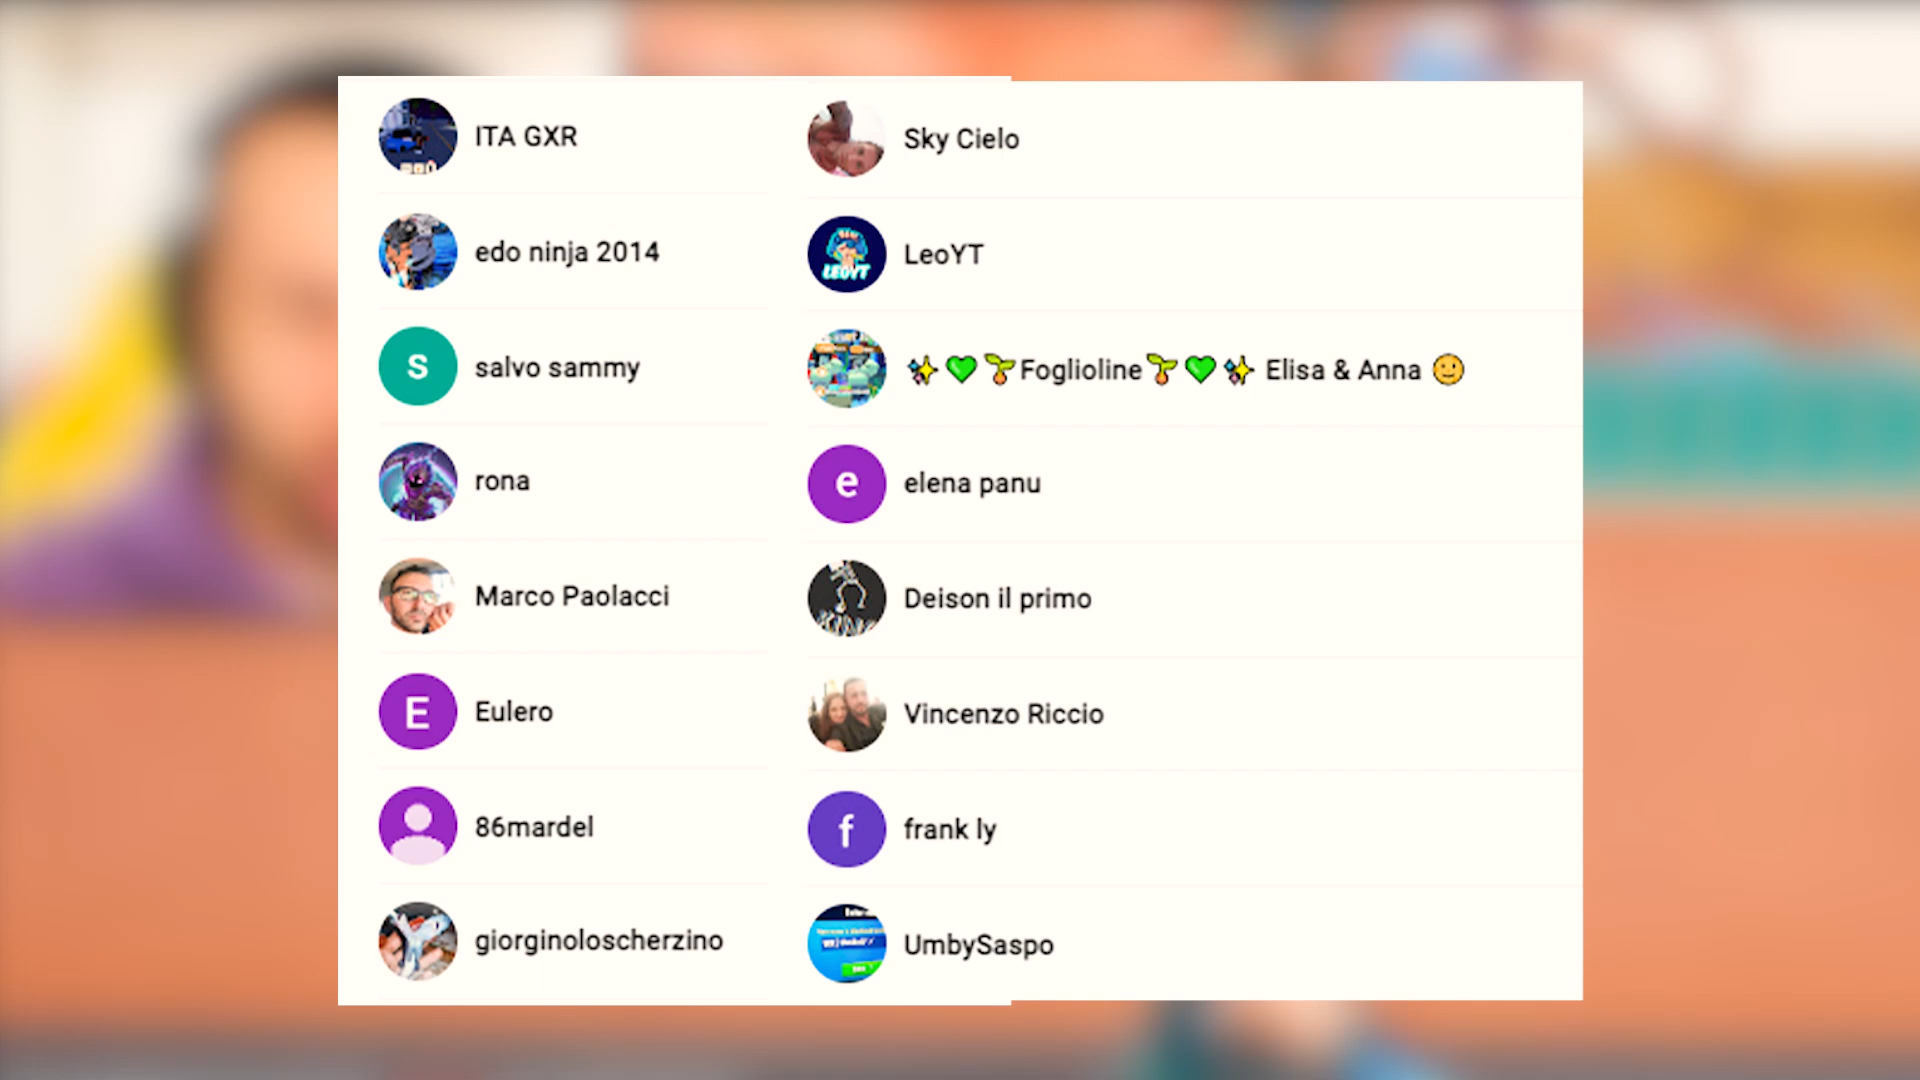 ITA GXR
edo ninja 2014
S
salvo sammy
rona
Marco Paolacci
E
Eulero
86mardel
giorginoloscherzino
Sky Cielo
LEOYT
LeoYT
✨💚🌱Foglioline🌱💚✨ Elisa & Anna 🙂
e
elena panu
Deison il primo
Vincenzo Riccio
f
frank ly
UmbySaspo